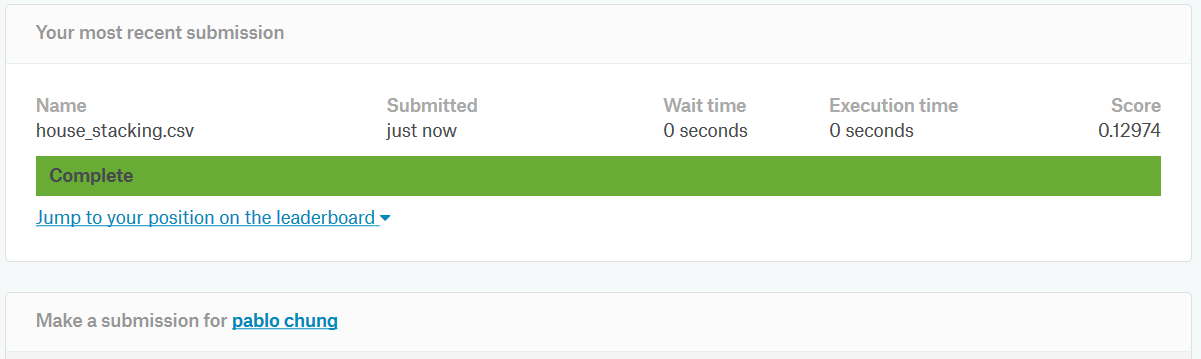 Your most recent submission
Name Submitted Wait time Execution time Score
house_stacking.csv just now 0 seconds 0 seconds 0.12974
Complete
Jump to your position on the leaderboard
Make a submission for pablo chung